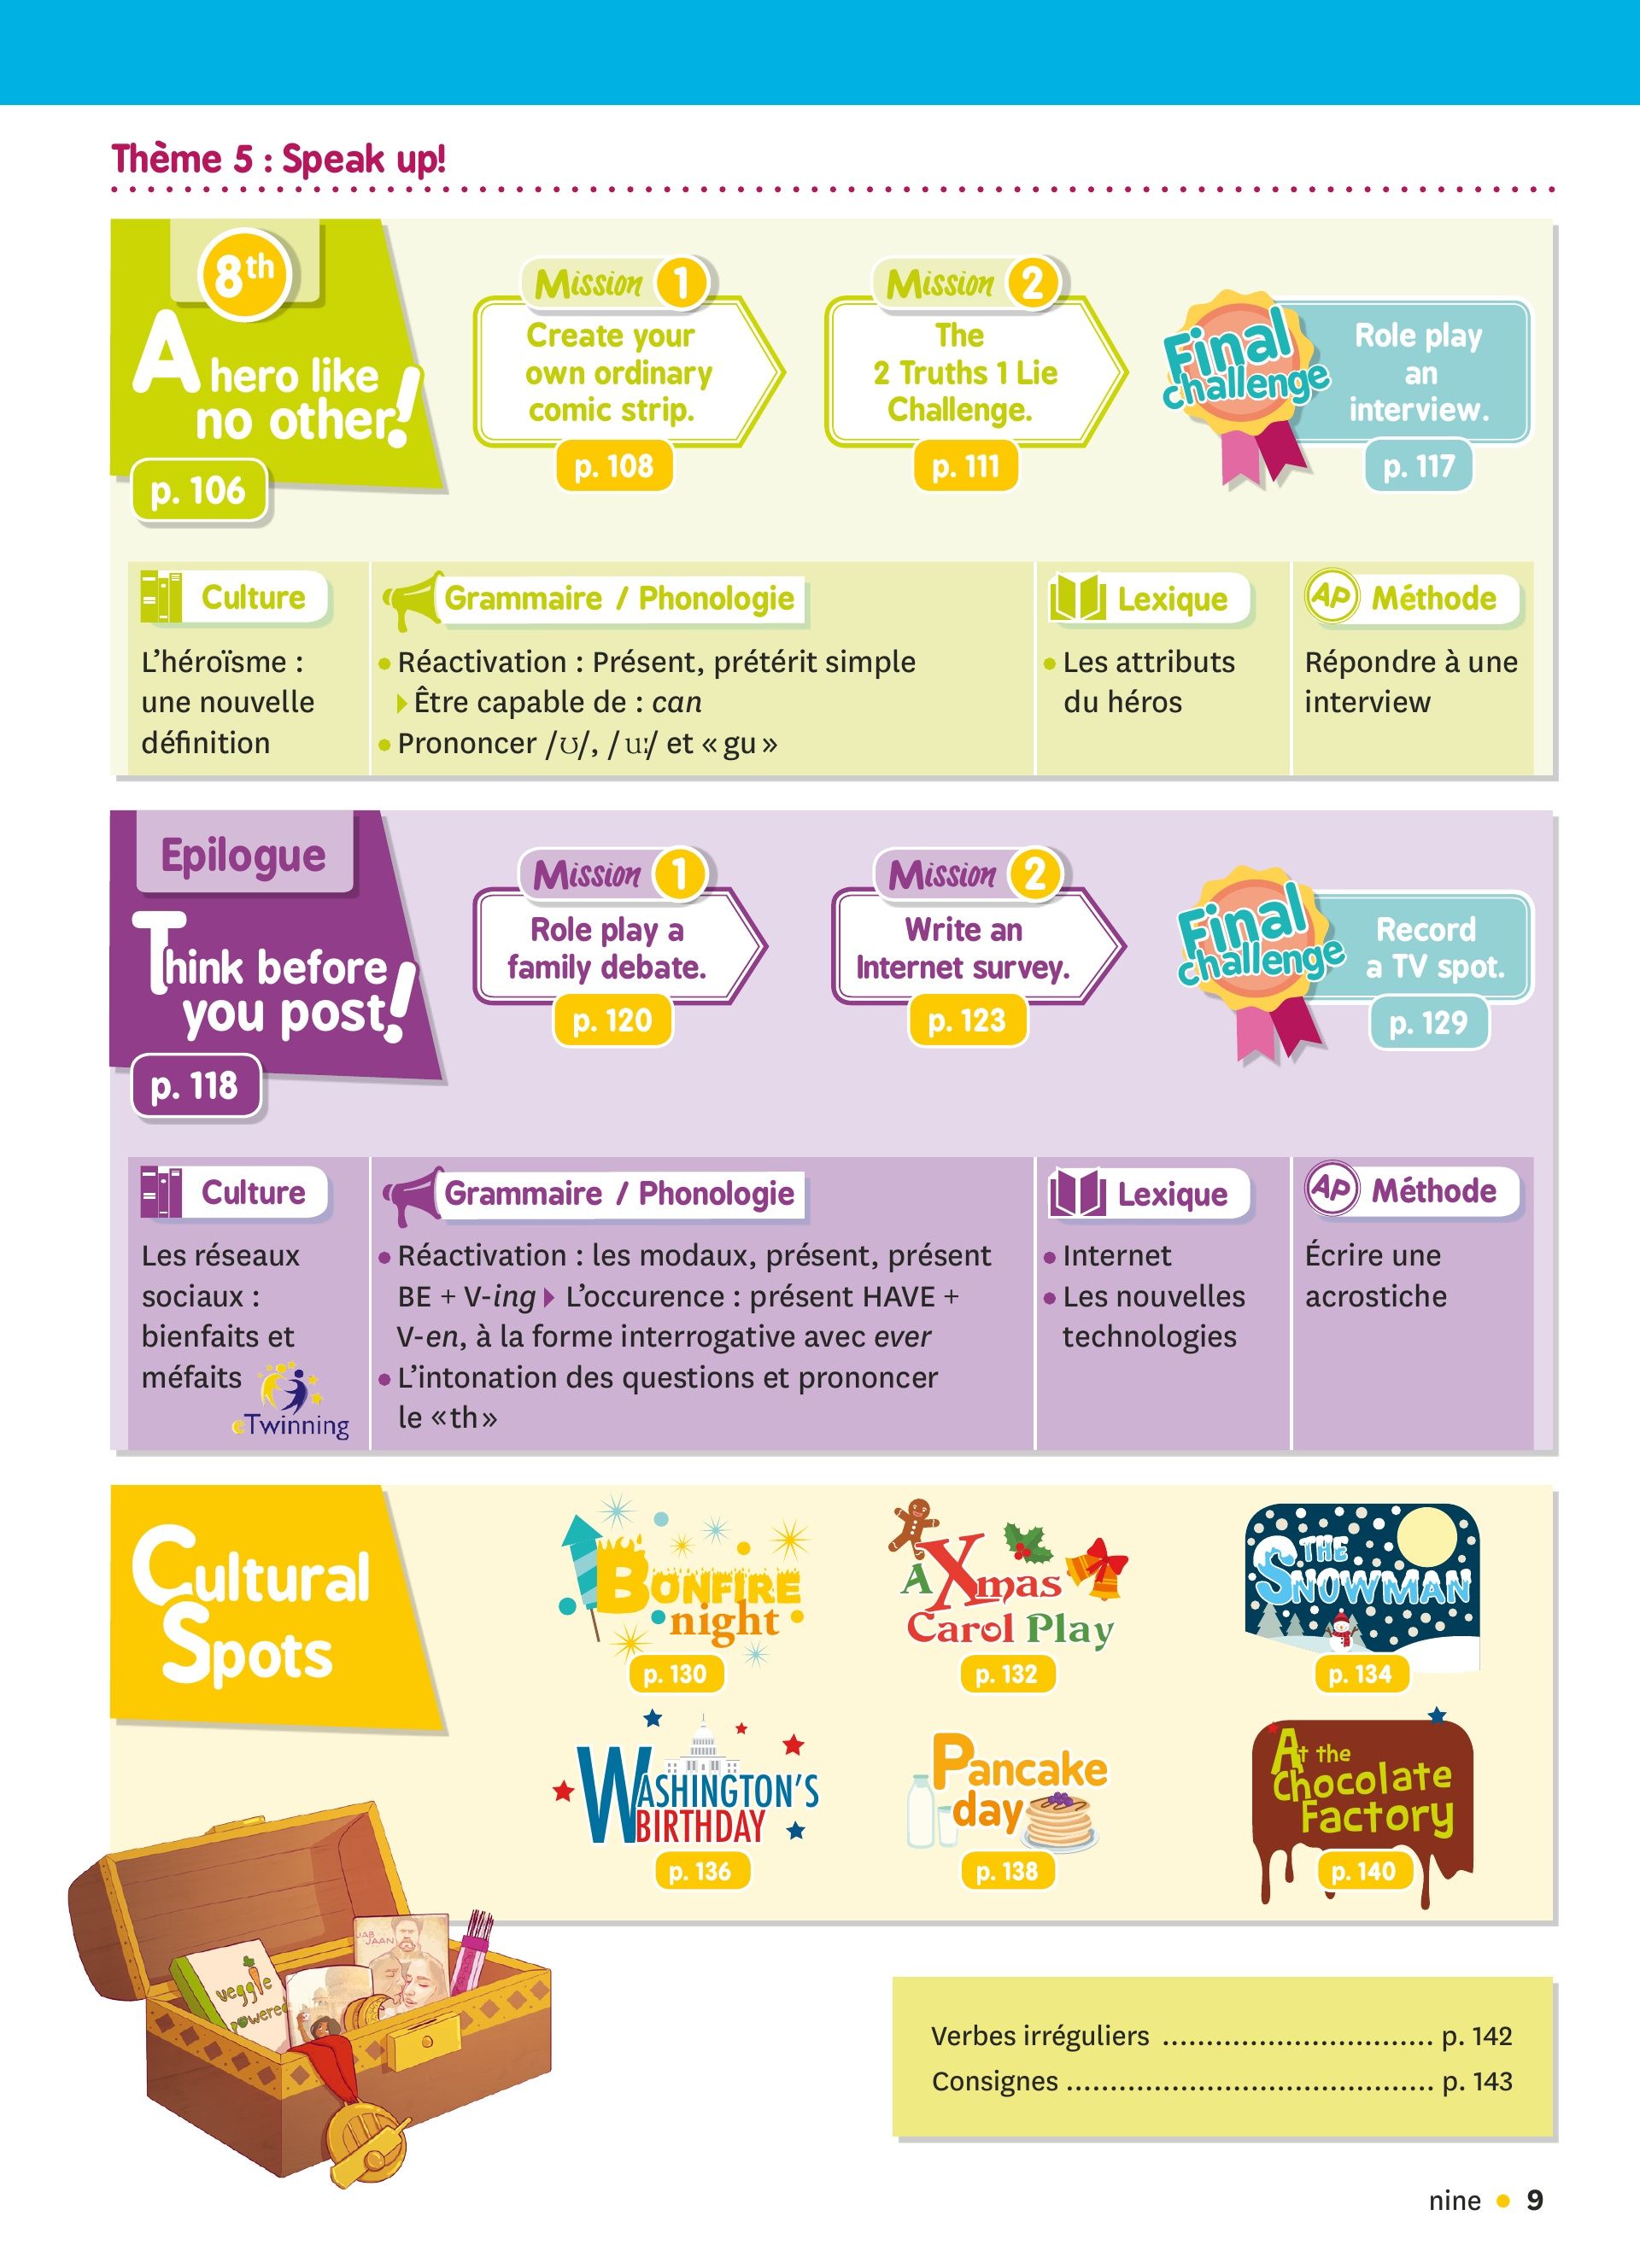 Thème 5 : Speak up!
8th
A hero like
no other!
p. 106
Mission 1
Create your
own ordinary
comic strip.
p. 108
Mission 2
The
2 Truths 1 Lie
Challenge.
p. 111
Final
challenge
Role play
an
interview.
p. 117
Culture
L'héroïsme :
une nouvelle
définition
Grammaire / Phonologie
• Réactivation : Présent, prétérit simple
Être capable de : can
• Prononcer /ʊ/, /uː/ et « gu »
Lexique
• Les attributs
du héros
AP Méthode
Répondre à une
interview
Epilogue
Think before
you post!
p. 118
Mission 1
Role play a
family debate.
p. 120
Mission 2
Write an
Internet survey.
p. 123
Final
challenge
Record
a TV spot.
p. 129
Culture
Les réseaux
sociaux :
bienfaits et
méfaits
eTwinning
Grammaire / Phonologie
• Réactivation : les modaux, présent, présent
BE + V-ing L'occurence : présent HAVE +
V-en, à la forme interrogative avec ever
• L'intonation des questions et prononcer
le «th»
Lexique
• Internet
• Les nouvelles
technologies
AP Méthode
Écrire une
acrostiche
Cultural
Spots
Bonfire
night
p. 130
A Xmas
Carol Play
p. 132
THE
SNOWMAN
p. 134
WASHINGTON'S
BIRTHDAY
p. 136
Pancake
day
p. 138
At the
Chocolate
Factory
p. 140
veggie
powered
JAB
JAAN
Verbes irréguliers ............................... p. 142
Consignes .......................................... p. 143
nine • 9